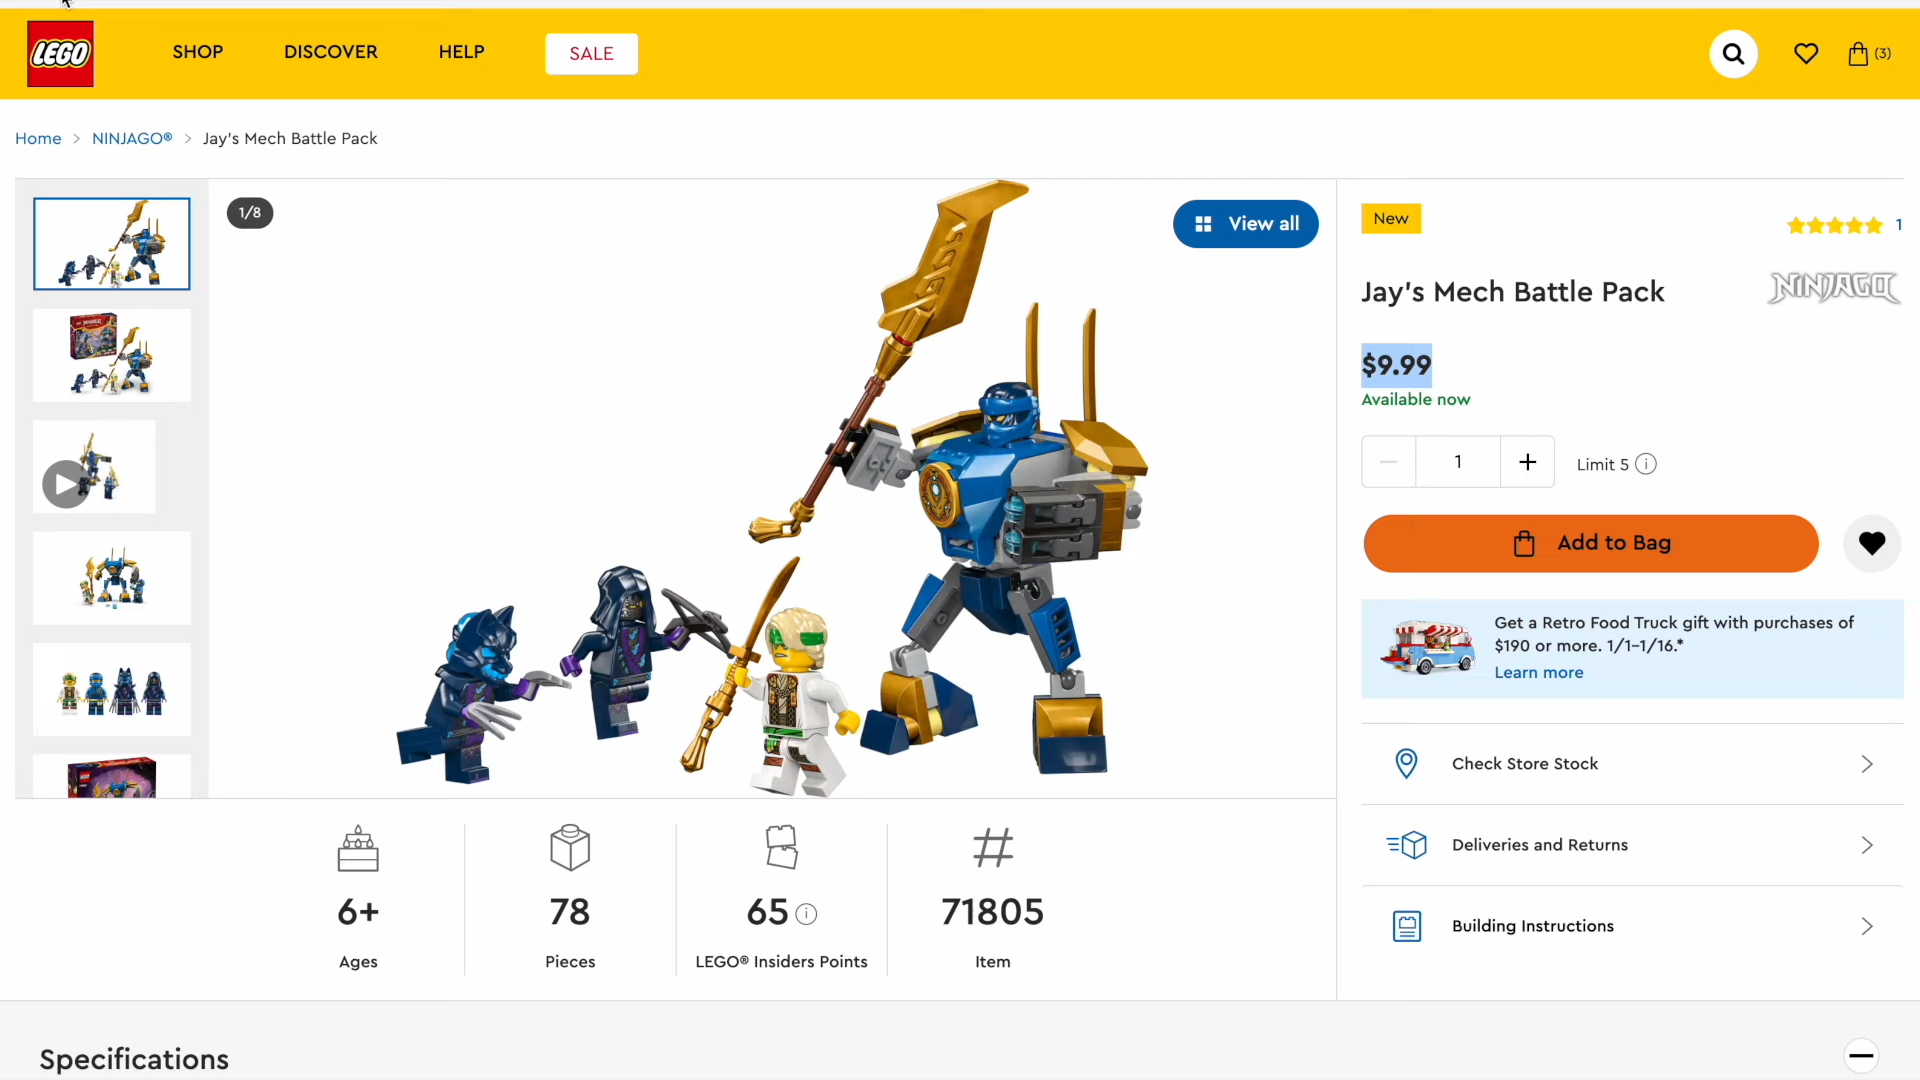 LEGO
SHOP
DISCOVER
HELP
SALE
(3)
Home > NINJAGO® > Jay's Mech Battle Pack
1/8
View all
New
1
Jay's Mech Battle Pack
NINJAGO
$9.99
Available now
1
Limit 5
Add to Bag
Get a Retro Food Truck gift with purchases of
$190 or more. 1/1–1/16.*
Learn more
Check Store Stock
Deliveries and Returns
Building Instructions
6+
Ages
78
Pieces
65
LEGO® Insiders Points
71805
Item
Specifications